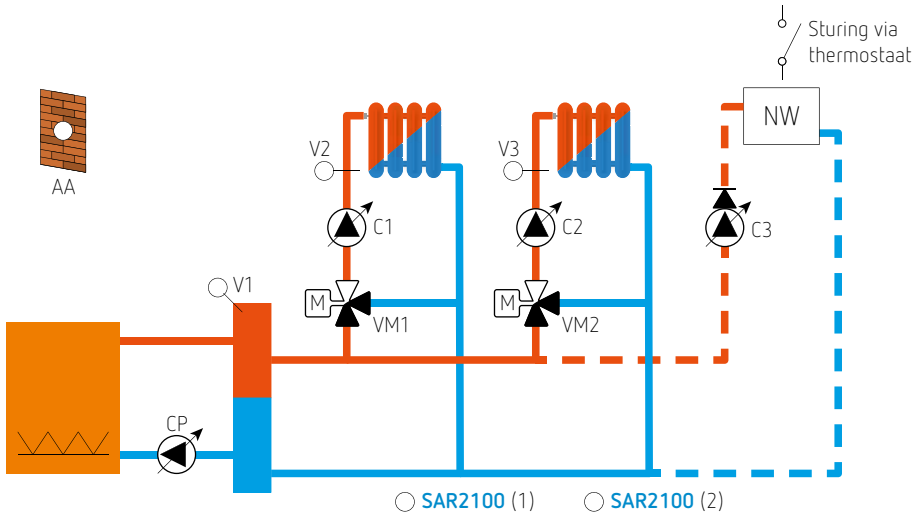 Sturing via
thermostaat
NW
AA
V2
V3
C1
C2
C3
V1
M
VM1
M
VM2
CP
SAR2100 (1)
SAR2100 (2)